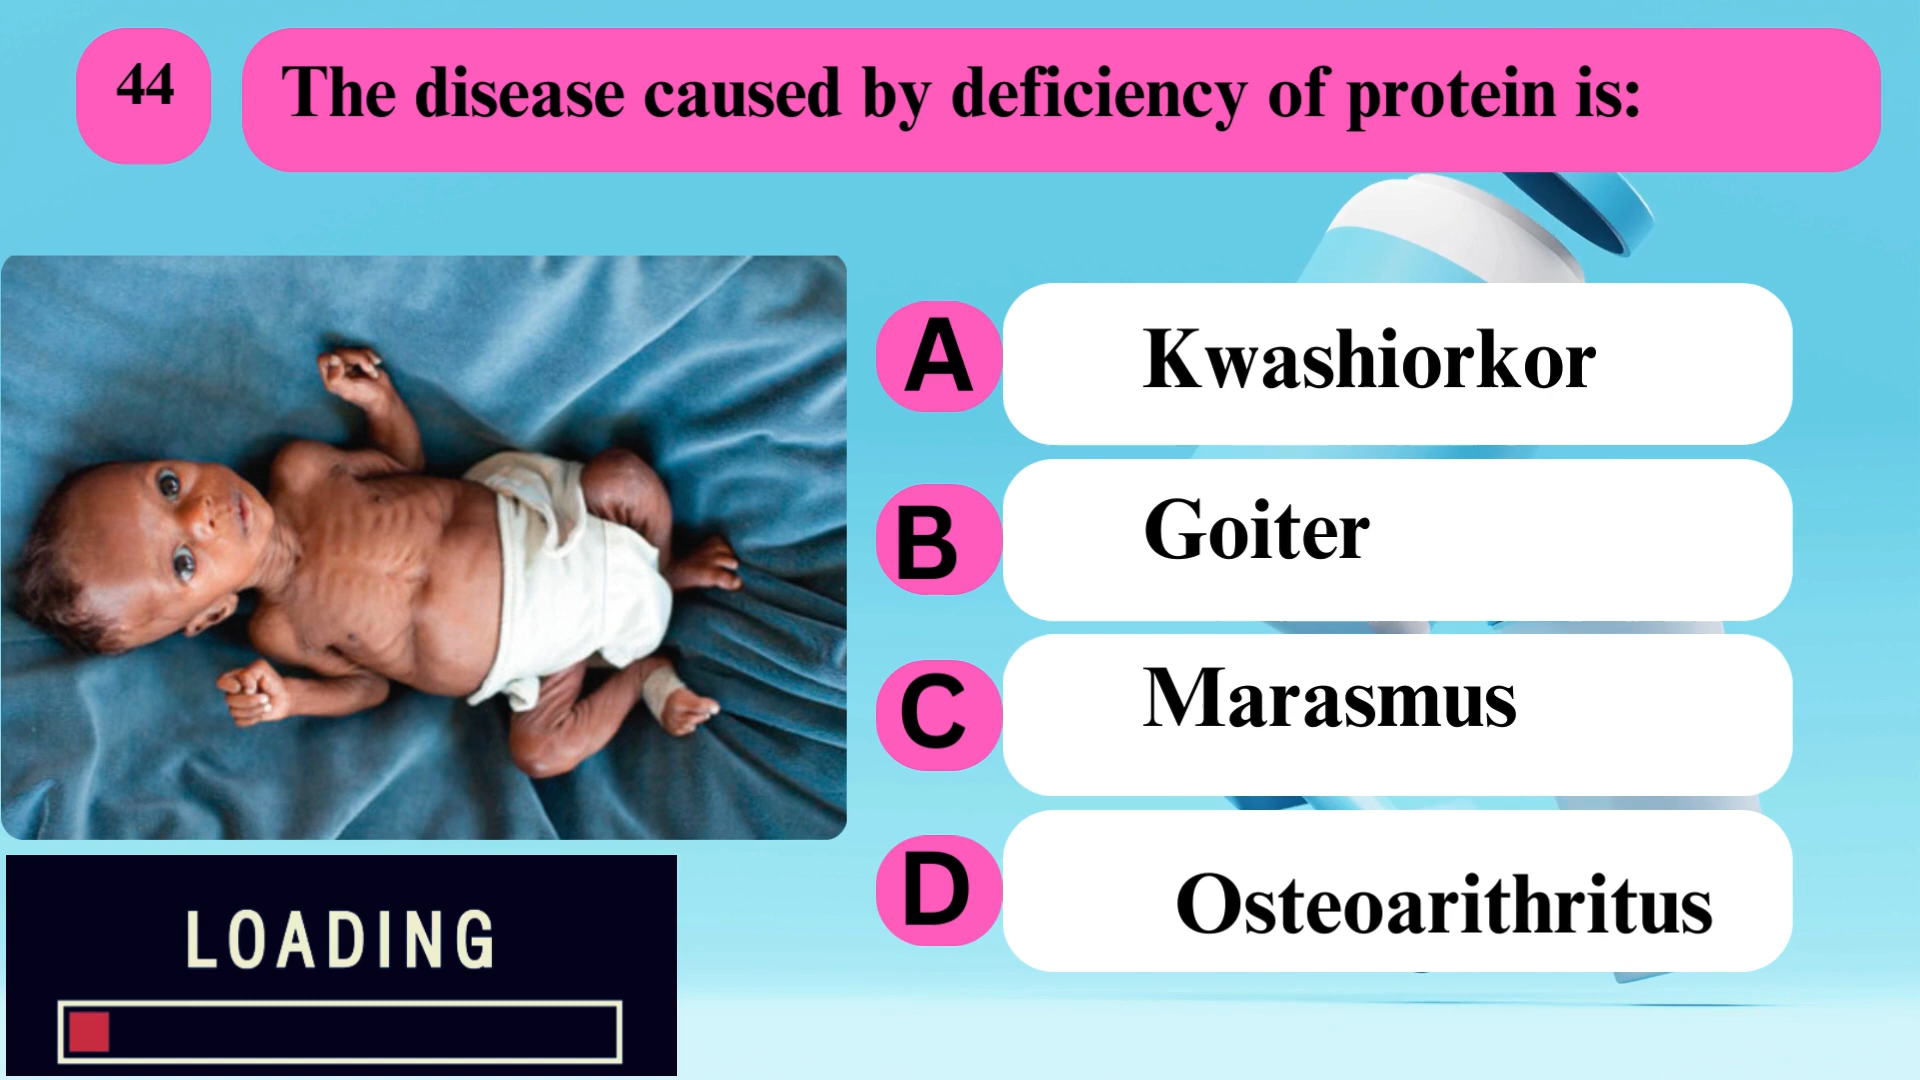 44
The disease caused by deficiency of protein is:
A
Kwashiorkor
B
Goiter
C
Marasmus
D
Osteoarithritus
LOADING